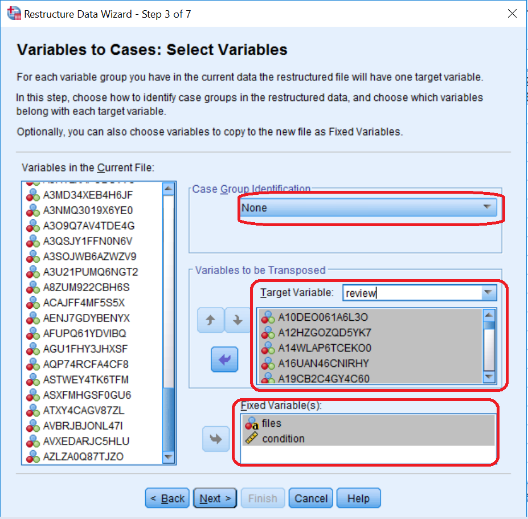 Restructure Data Wizard - Step 3 of 7
Variables to Cases: Select Variables
For each variable group you have in the current data the restructured file will have one target variable.
In this step, choose how to identify case groups in the restructured data, and choose which variables
belong with each target variable.
Optionally, you can also choose variables to copy to the new file as Fixed Variables.
Variables in the Current File:
A3MD34XEB4H6JF
A3NMQ3019X6YE0
A3O9Q7AV4TDE4G
A3QSJY1FFN0N6V
A3SOJWB6AZWZV9
A3U21PUMQ6NGT2
A8ZUM922CBH6S
ACAJFF4MF5S5X
AENJ7GDYBENYX
AFUPQ61YDVIBQ
AGU1FHY3JHXSF
AQP74RCFA4CF8
ASTWEY4TK6TFM
ASXFMHGSF0GU6
ATXY4CAGV87ZL
AVBRJBJONL47I
AVXEDARJC5HLU
AZLZA0Q87TJZO
Case Group Identification
None
Variables to be Transposed
Target Variable:
review
A10DEO061A6L3O
A12HZGOZQD5YK7
A14WLAP6TCEKO0
A16UAN46CNIRHY
A19CB2C4GY4C60
Fixed Variable(s):
files
condition
< Back
Next >
Finish
Cancel
Help